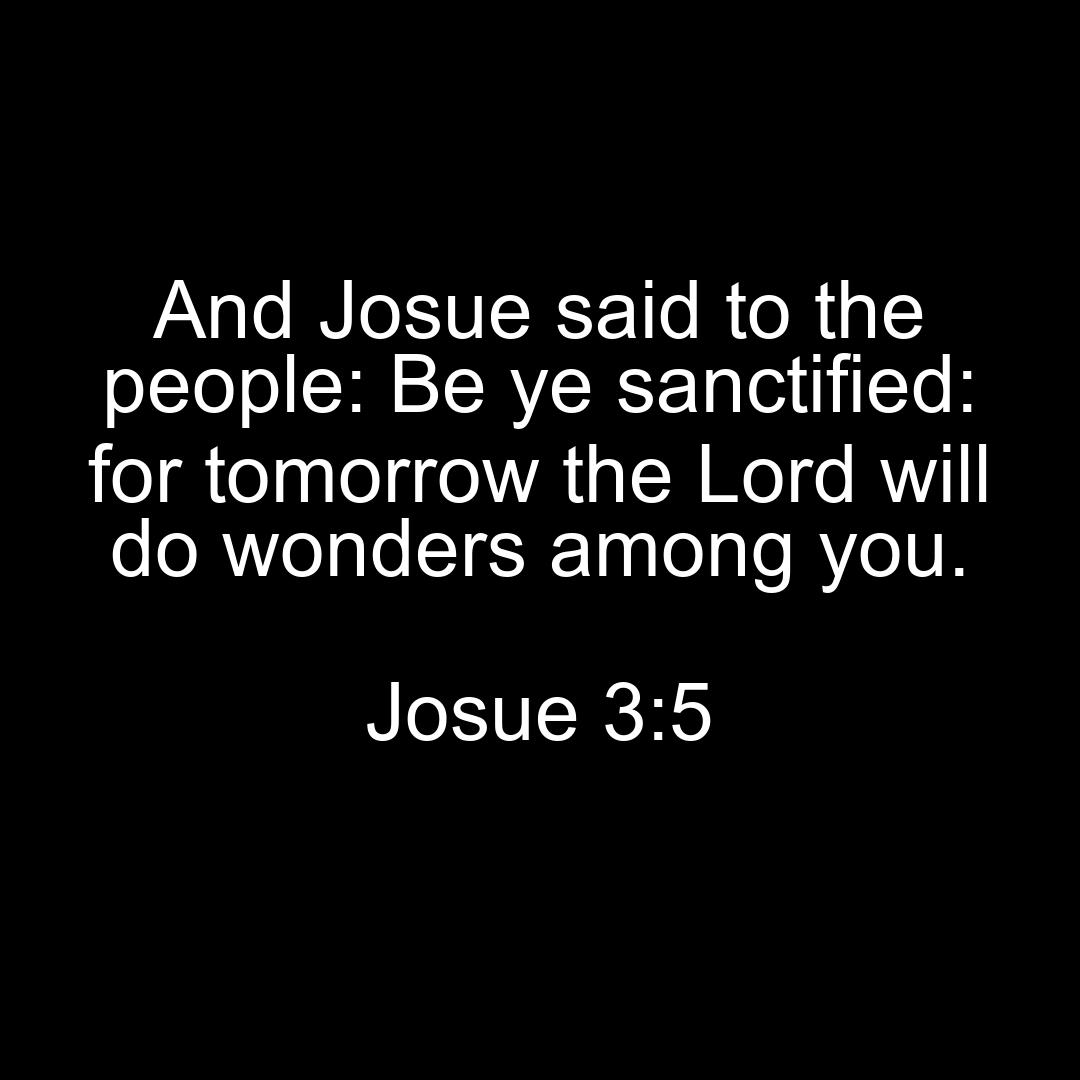 And Josue said to the
people: Be ye sanctified:
for tomorrow the Lord will
do wonders among you.
Josue 3:5